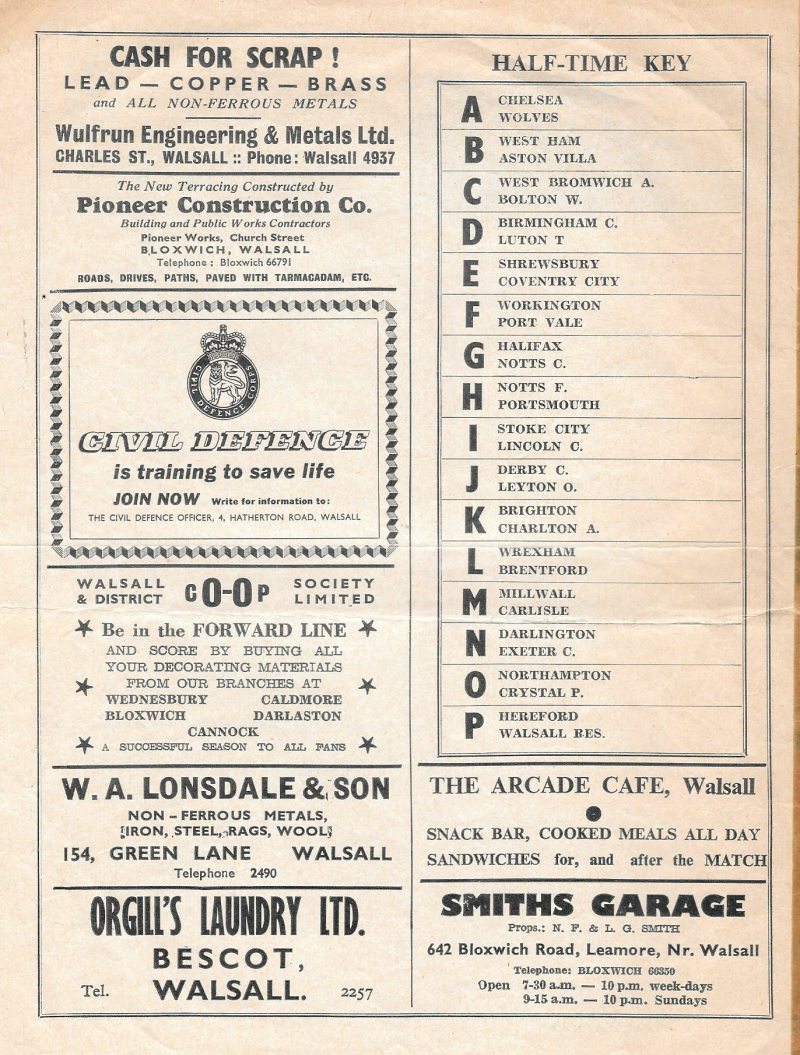 CASH FOR SCRAP !
LEAD — COPPER — BRASS
and ALL NON-FERROUS METALS
Wulfrun Engineering & Metals Ltd.
CHARLES ST., WALSALL :: Phone: Walsall 4937
The New Terracing Constructed by
Pioneer Construction Co.
Building and Public Works Contractors
Pioneer Works, Church Street
BLOXWICH, WALSALL
Telephone : Bloxwich 66791
ROADS, DRIVES, PATHS, PAVED WITH TARMACADAM, ETC.
CIVIL DEFENCE CORPS
CIVIL DEFENCE
is training to save life
JOIN NOW Write for information to:
THE CIVIL DEFENCE OFFICER, 4, HATHERTON ROAD, WALSALL
WALSALL & DISTRICT CO-OP SOCIETY LIMITED
Be in the FORWARD LINE
AND SCORE BY BUYING ALL
YOUR DECORATING MATERIALS
FROM OUR BRANCHES AT
WEDNESBURY CALDMORE
BLOXWICH DARLASTON
CANNOCK
A SUCCESSFUL SEASON TO ALL FANS
W. A. LONSDALE & SON
NON-FERROUS METALS,
IRON, STEEL, RAGS, WOOL
154, GREEN LANE WALSALL
Telephone 2490
ORGILL'S LAUNDRY LTD.
BESCOT,
Tel. WALSALL. 2257
HALF-TIME KEY
A CHELSEA
WOLVES
B WEST HAM
ASTON VILLA
C WEST BROMWICH A.
BOLTON W.
D BIRMINGHAM C.
LUTON T
E SHREWSBURY
COVENTRY CITY
F WORKINGTON
PORT VALE
G HALIFAX
NOTTS C.
H NOTTS F.
PORTSMOUTH
I STOKE CITY
LINCOLN C.
J DERBY C.
LEYTON O.
K BRIGHTON
CHARLTON A.
L WREXHAM
BRENTFORD
M MILLWALL
CARLISLE
N DARLINGTON
EXETER C.
O NORTHAMPTON
CRYSTAL P.
P HEREFORD
WALSALL RES.
THE ARCADE CAFE, Walsall
SNACK BAR, COOKED MEALS ALL DAY
SANDWICHES for, and after the MATCH
SMITHS GARAGE
Props.: N. F. & L. G. SMITH
642 Bloxwich Road, Leamore, Nr. Walsall
Telephone: BLOXWICH 66350
Open 7-30 a.m. — 10 p.m. week-days
9-15 a.m. — 10 p.m. Sundays